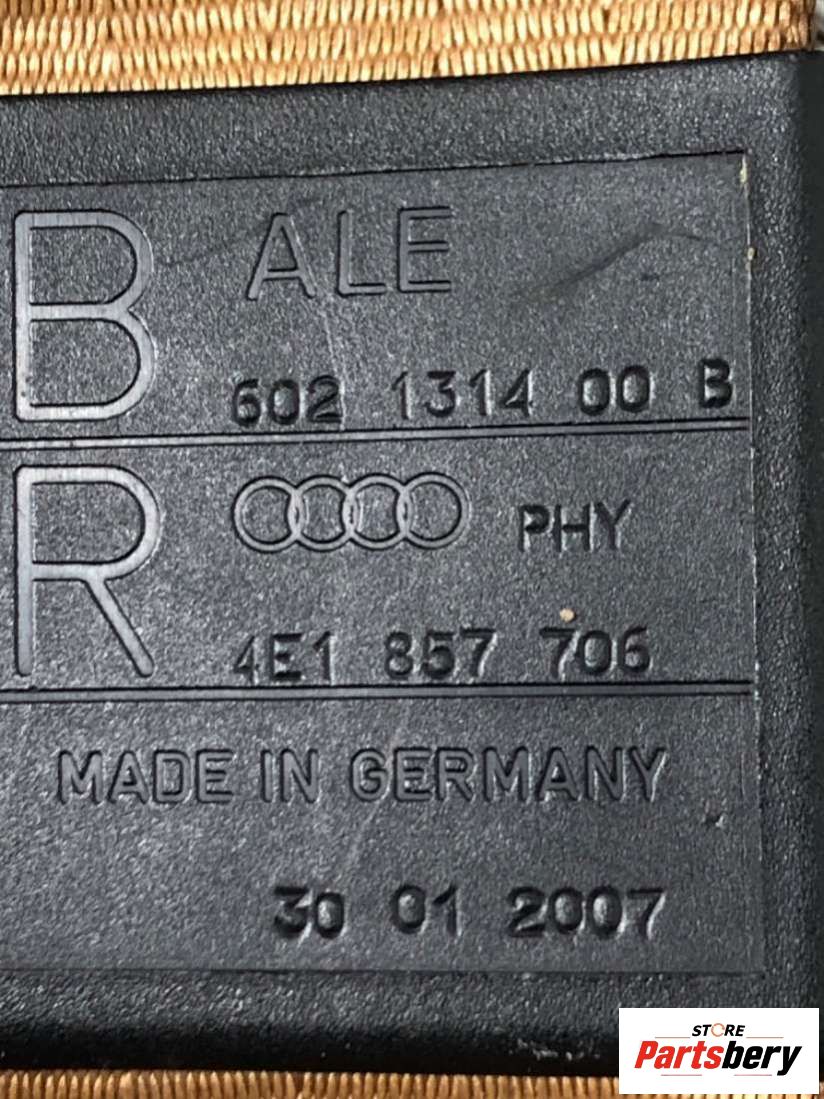 B ALE
602 1314 00 B
R PHY
4E1 857 706
MADE IN GERMANY
30 01 2007
STORE
Partsbery